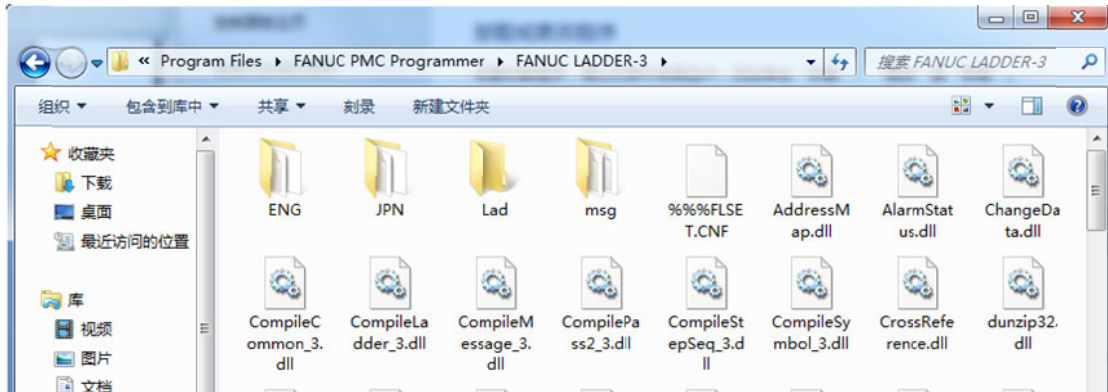 « Program Files ▸ FANUC PMC Programmer ▸ FANUC LADDER-3 ▸
搜索 FANUC LADDER-3
组织 包含到库中 共享 刻录 新建文件夹
收藏夹
下载
桌面
最近访问的位置
库
视频
图片
文档
ENG
JPN
Lad
msg
%%%FLSE
T.CNF
AddressM
ap.dll
AlarmStat
us.dll
ChangeDa
ta.dll
CompileC
ommon_3.
dll
CompileLa
dder_3.dll
CompileM
essage_3.
dll
CompilePa
ss2_3.dll
CompileSt
epSeq_3.d
ll
CompileSy
mbol_3.dll
CrossRefe
rence.dll
dunzip32.
dll